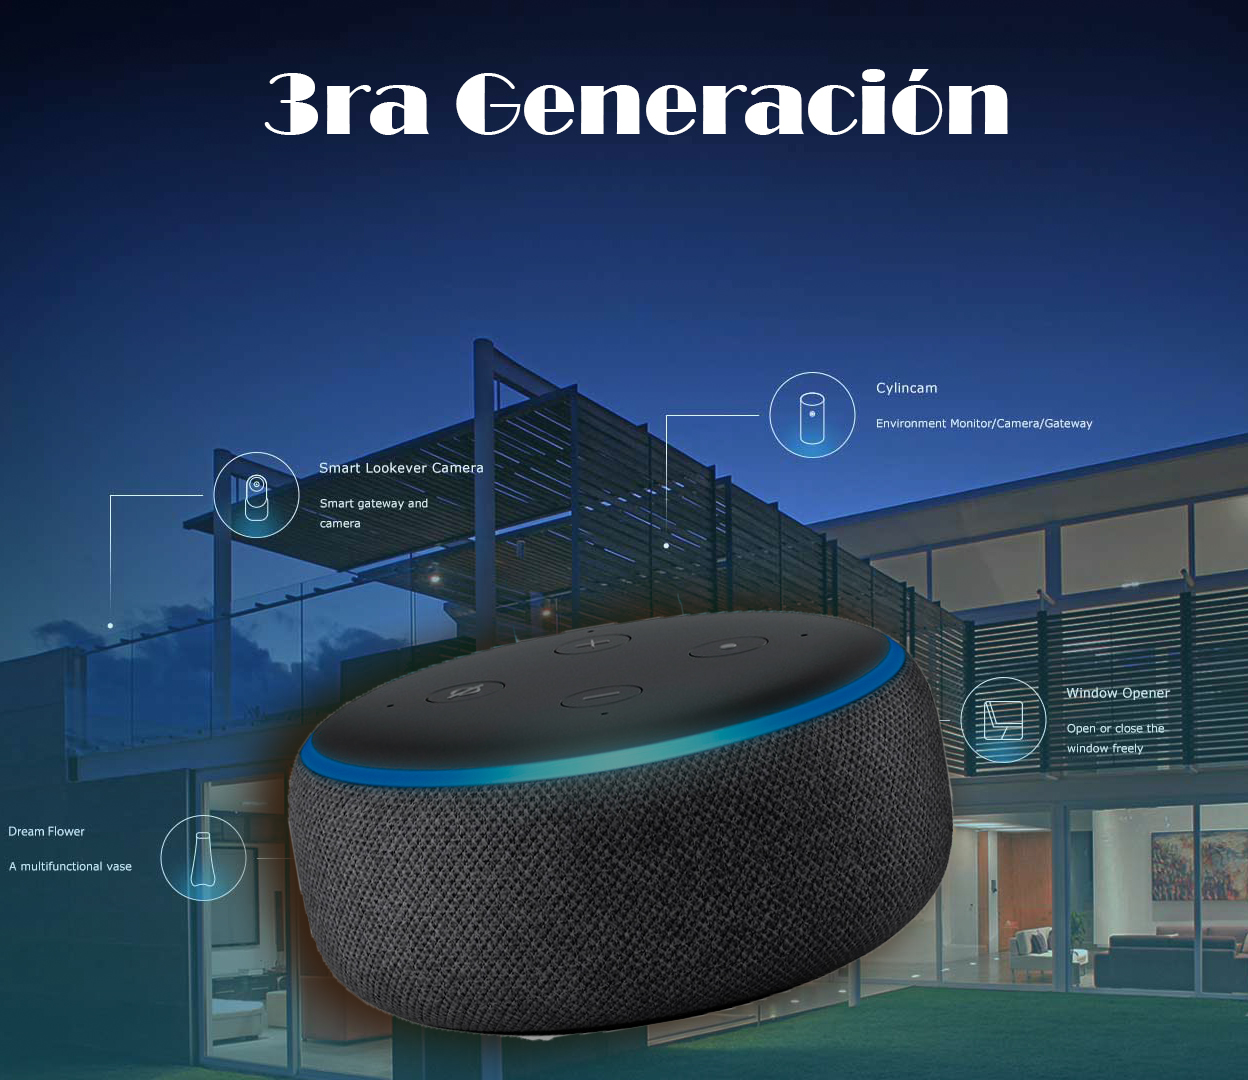 3ra Generación
Cylincam
Environment Monitor/Camera/Gateway
Smart Lookever Camera
Smart gateway and
camera
Window Opener
Open or close the
window freely
Dream Flower
A multifunctional vase